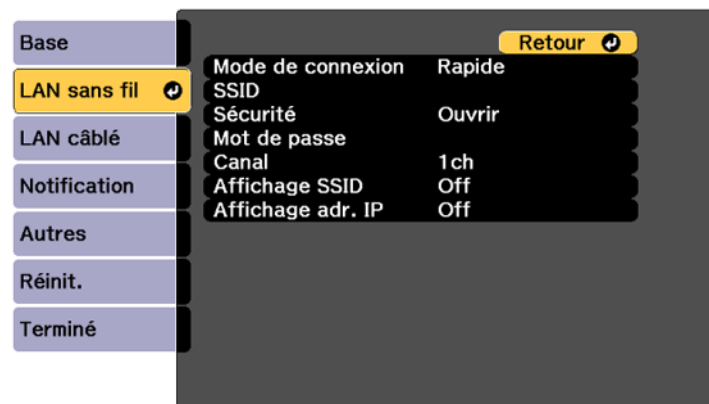 Base
LAN sans fil
LAN câblé
Notification
Autres
Réinit.
Terminé
Retour
Mode de connexion Rapide
SSID
Sécurité Ouvrir
Mot de passe
Canal 1ch
Affichage SSID Off
Affichage adr. IP Off